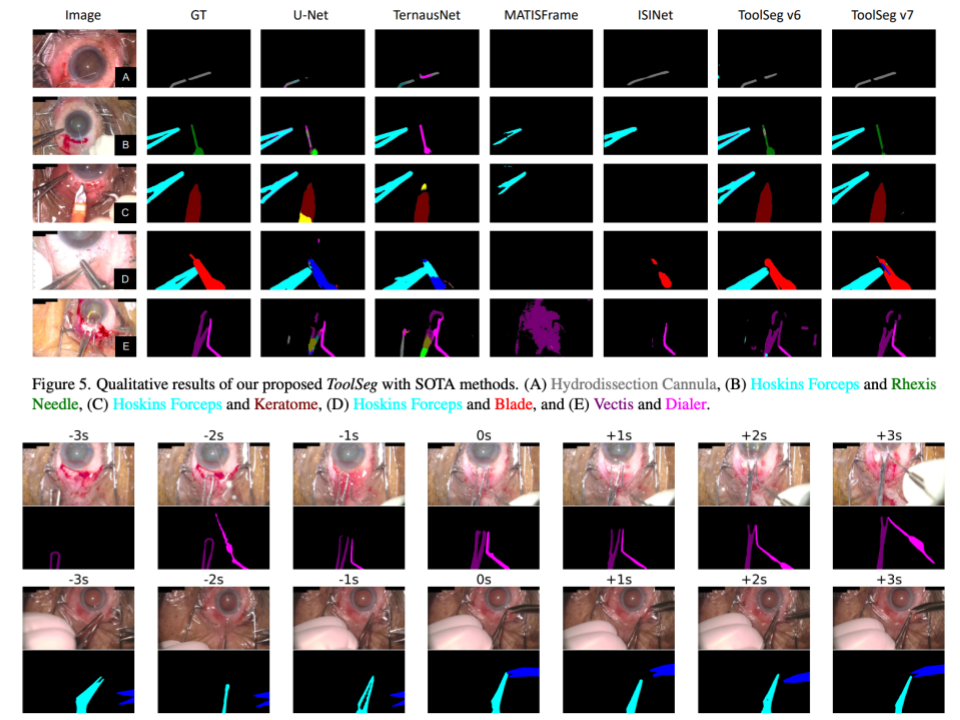 Image GT U-Net TernausNet MATISFrame ISINet ToolSeg v6 ToolSeg v7
A
B
C
D
E
Figure 5. Qualitative results of our proposed ToolSeg with SOTA methods. (A) Hydrodissection Cannula, (B) Hoskins Forceps and Rhexis
Needle, (C) Hoskins Forceps and Keratome, (D) Hoskins Forceps and Blade, and (E) Vectis and Dialer.
-3s -2s -1s 0s +1s +2s +3s
-3s -2s -1s 0s +1s +2s +3s